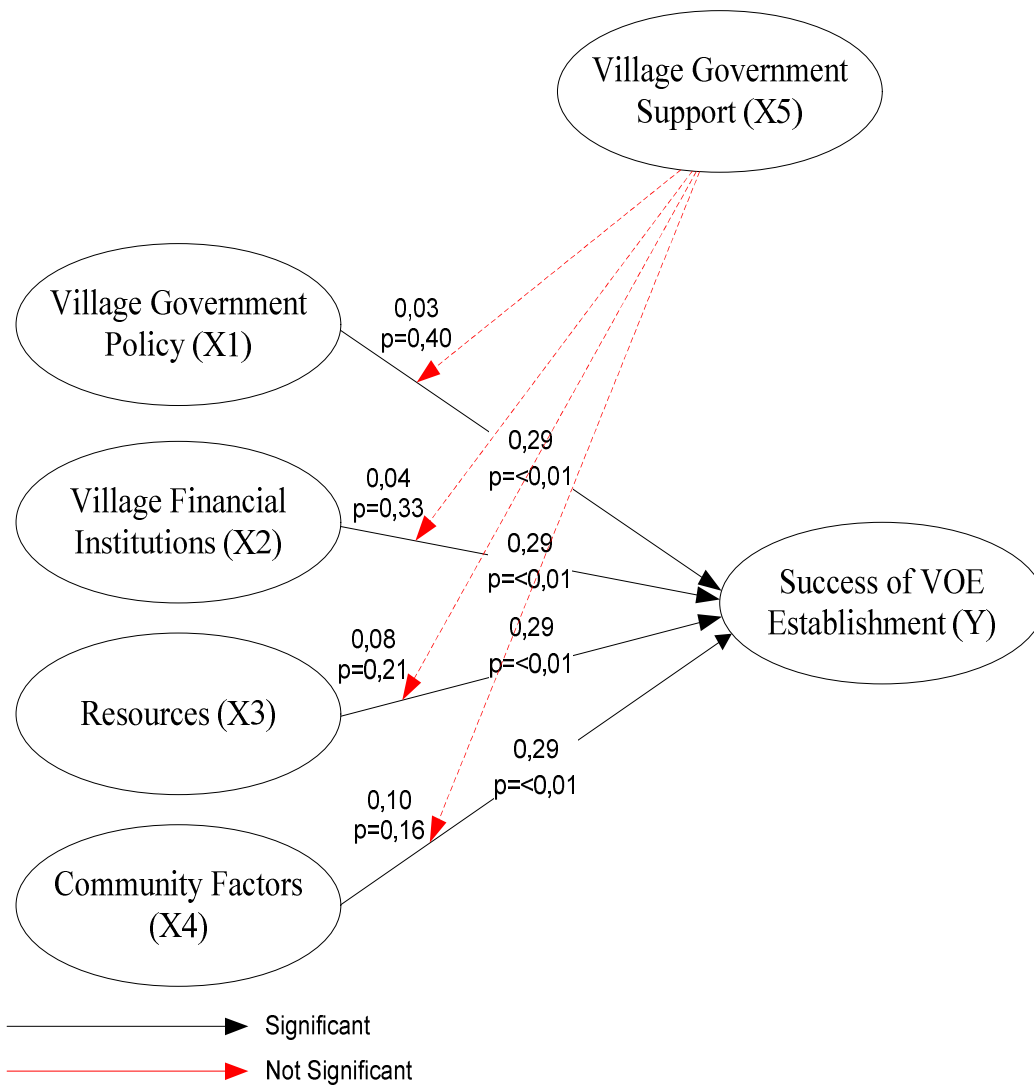 Village Government
Support (X5)
Village Government
Policy (X1)
0,03
p=0,40
0,29
p=<0,01
Village Financial
Institutions (X2)
0,04
p=0,33
0,29
p=<0,01
Success of VOE
Establishment (Y)
Resources (X3)
0,08
p=0,21
0,29
p=<0,01
Community Factors
(X4)
0,10
p=0,16
0,29
p=<0,01
Significant
Not Significant